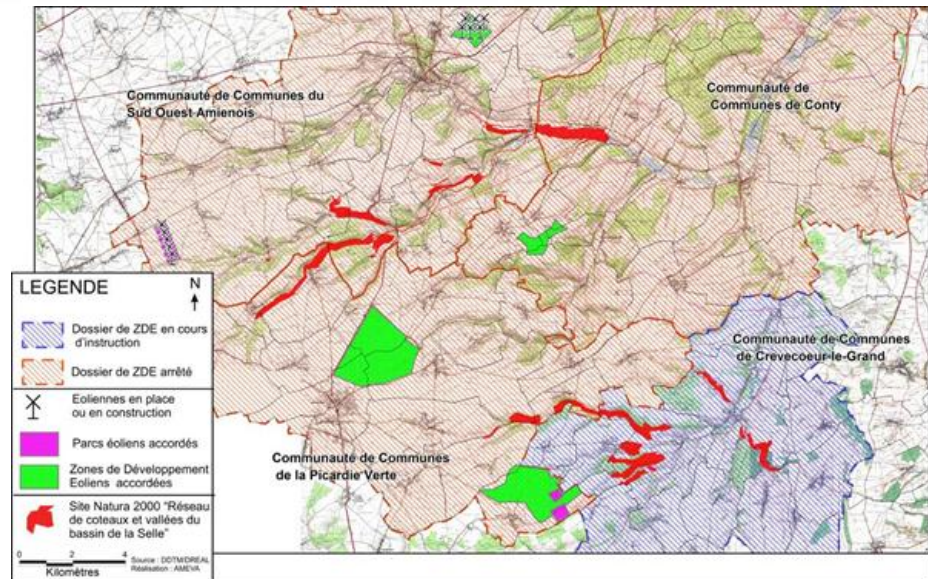 Communauté de Communes du
Sud Ouest Amienois
Communauté de
Communes de Conty
Communauté de Communes
de Crevecoeur-le-Grand
Communauté de Communes
de la Picardie Verte
LEGENDE
N
Dossier de ZDE en cours
d'instruction
Dossier de ZDE arrêté
Eoliennes en place
ou en construction
Parcs éoliens accordés
Zones de Développement
Eoliens accordées
Site Natura 2000 "Réseau
de coteaux et vallées du
bassin de la Selle"
0 2 4
Kilomètres
Source : DDTM/DREAL
Réalisation : AMEVA